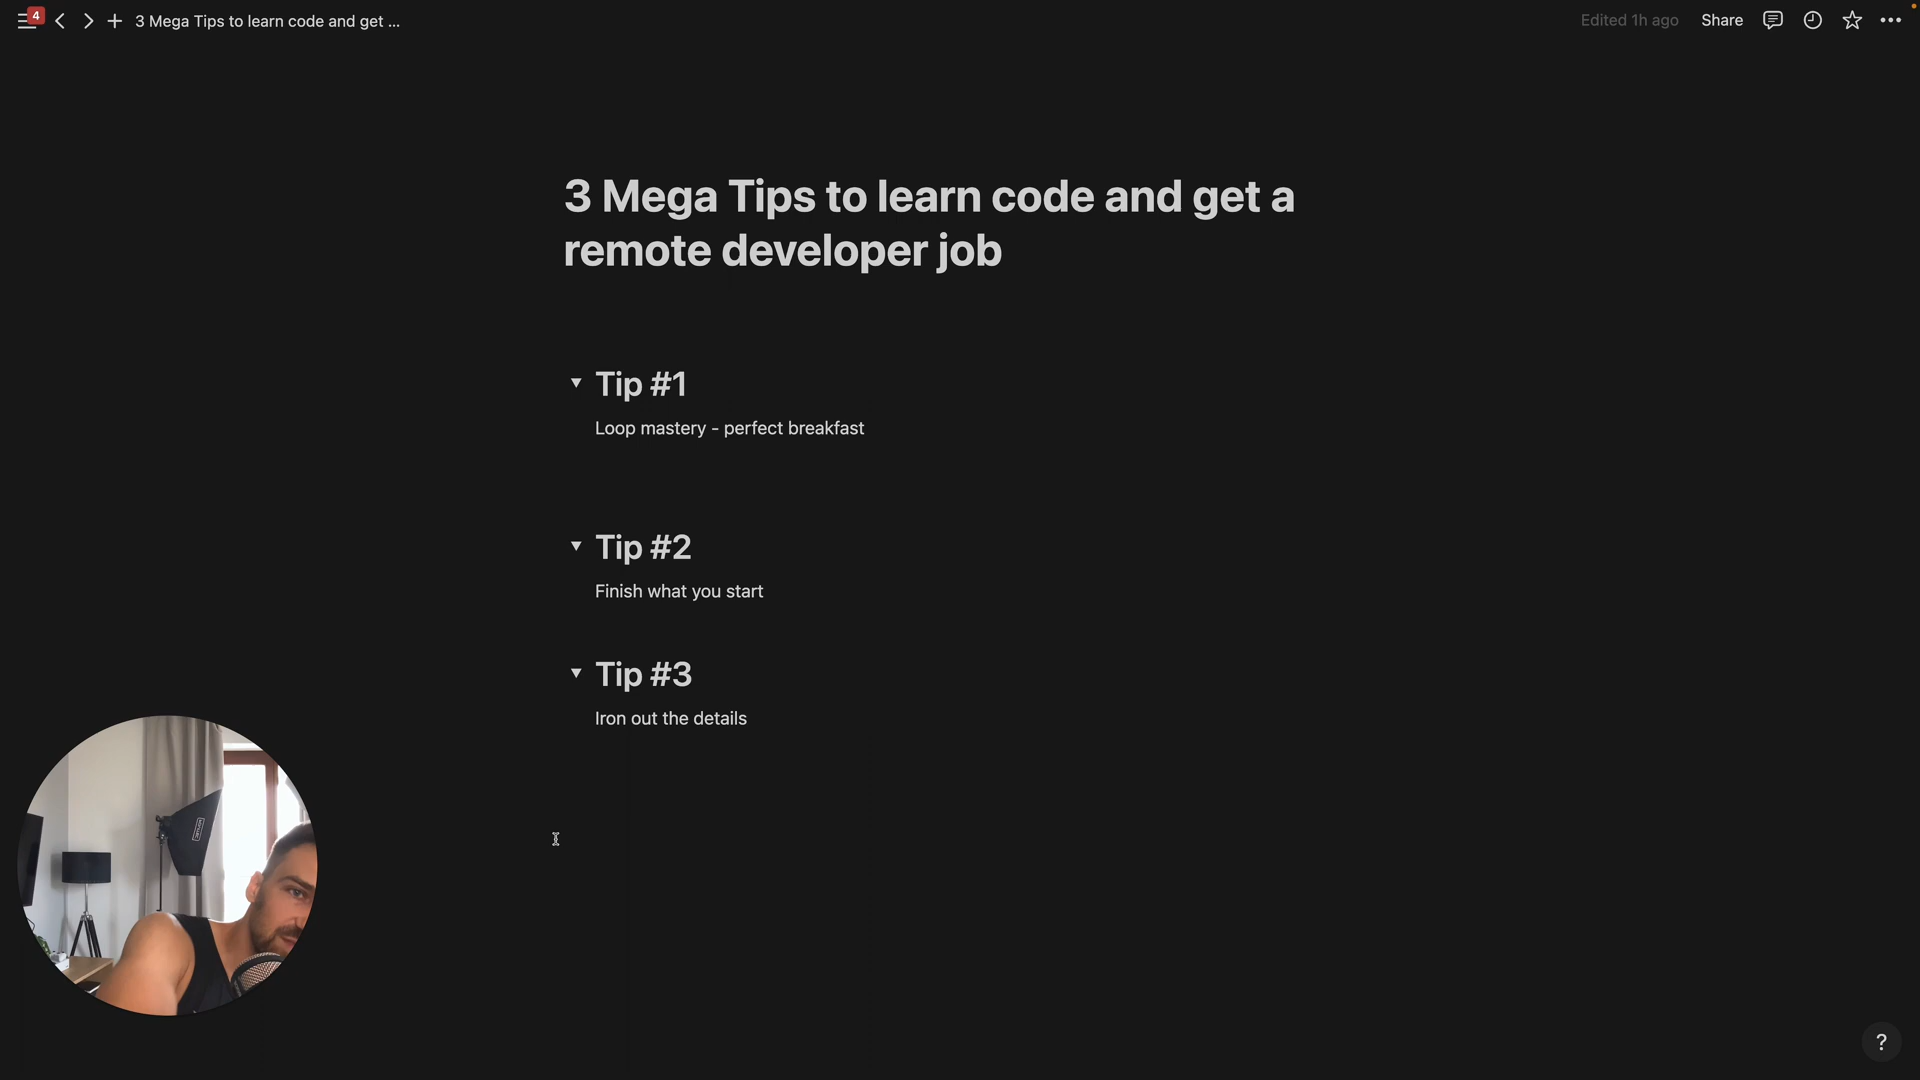 4
3 Mega Tips to learn code and get ...
Edited 1h ago
Share
3 Mega Tips to learn code and get a
remote developer job
Tip #1
Loop mastery - perfect breakfast
Tip #2
Finish what you start
Tip #3
Iron out the details
?